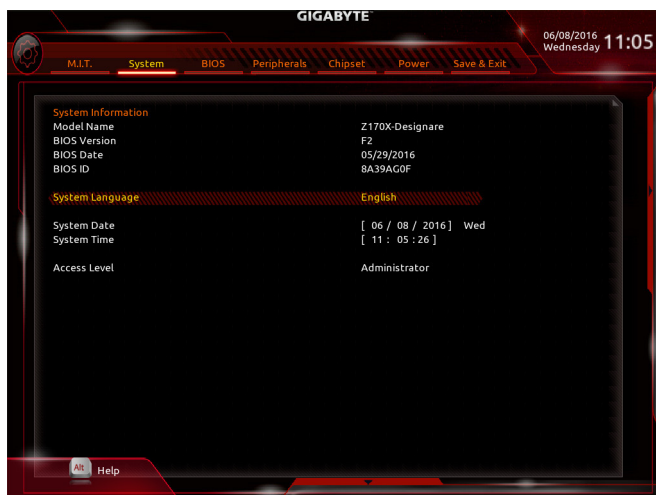 GIGABYTE™
06/08/2016
Wednesday 11:05
M.I.T. System BIOS Peripherals Chipset Power Save & Exit
System Information
Model Name Z170X-Designare
BIOS Version F2
BIOS Date 05/29/2016
BIOS ID 8A39AG0F
System Language English
System Date [ 06 / 08 / 2016 ] Wed
System Time [ 11 : 05 : 26 ]
Access Level Administrator
Alt Help